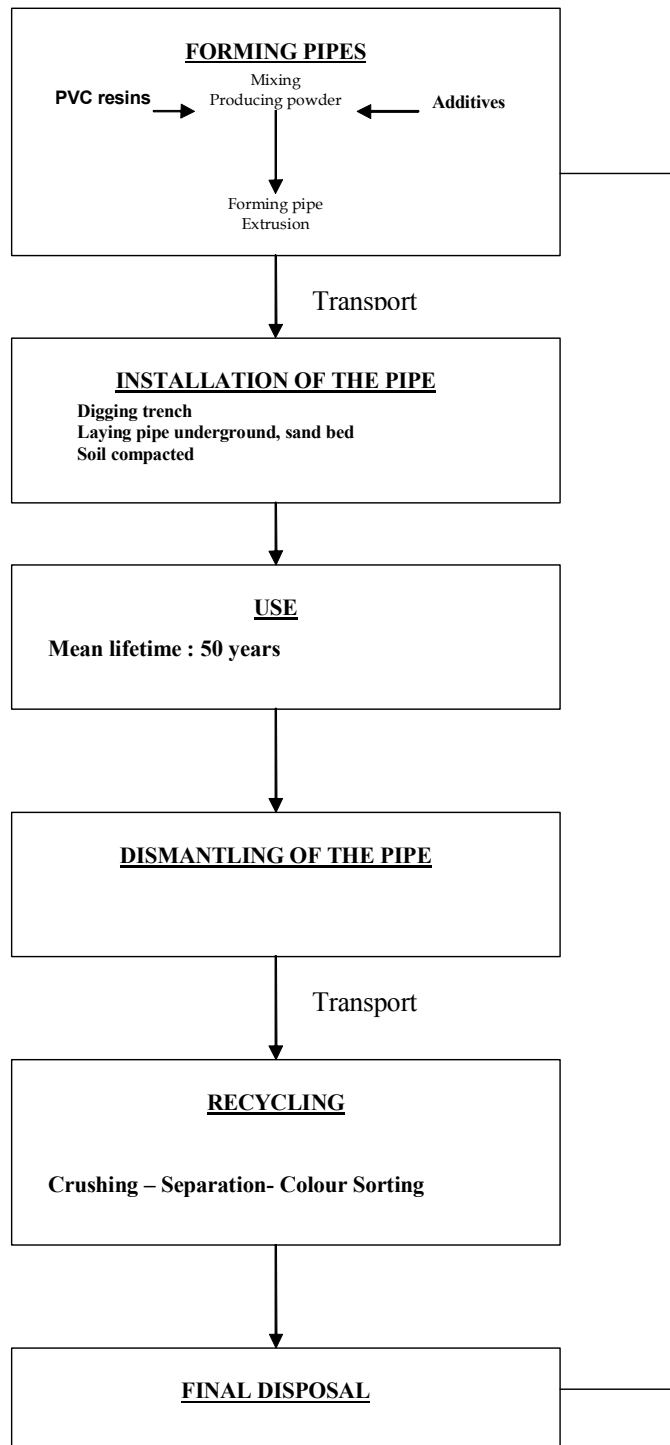 FORMING PIPES
Mixing
PVC resins
Producing powder
Additives
Forming pipe
Extrusion
Transport
INSTALLATION OF THE PIPE
Digging trench
Laying pipe underground, sand bed
Soil compacted
USE
Mean lifetime : 50 years
DISMANTLING OF THE PIPE
Transport
RECYCLING
Crushing – Separation- Colour Sorting
FINAL DISPOSAL